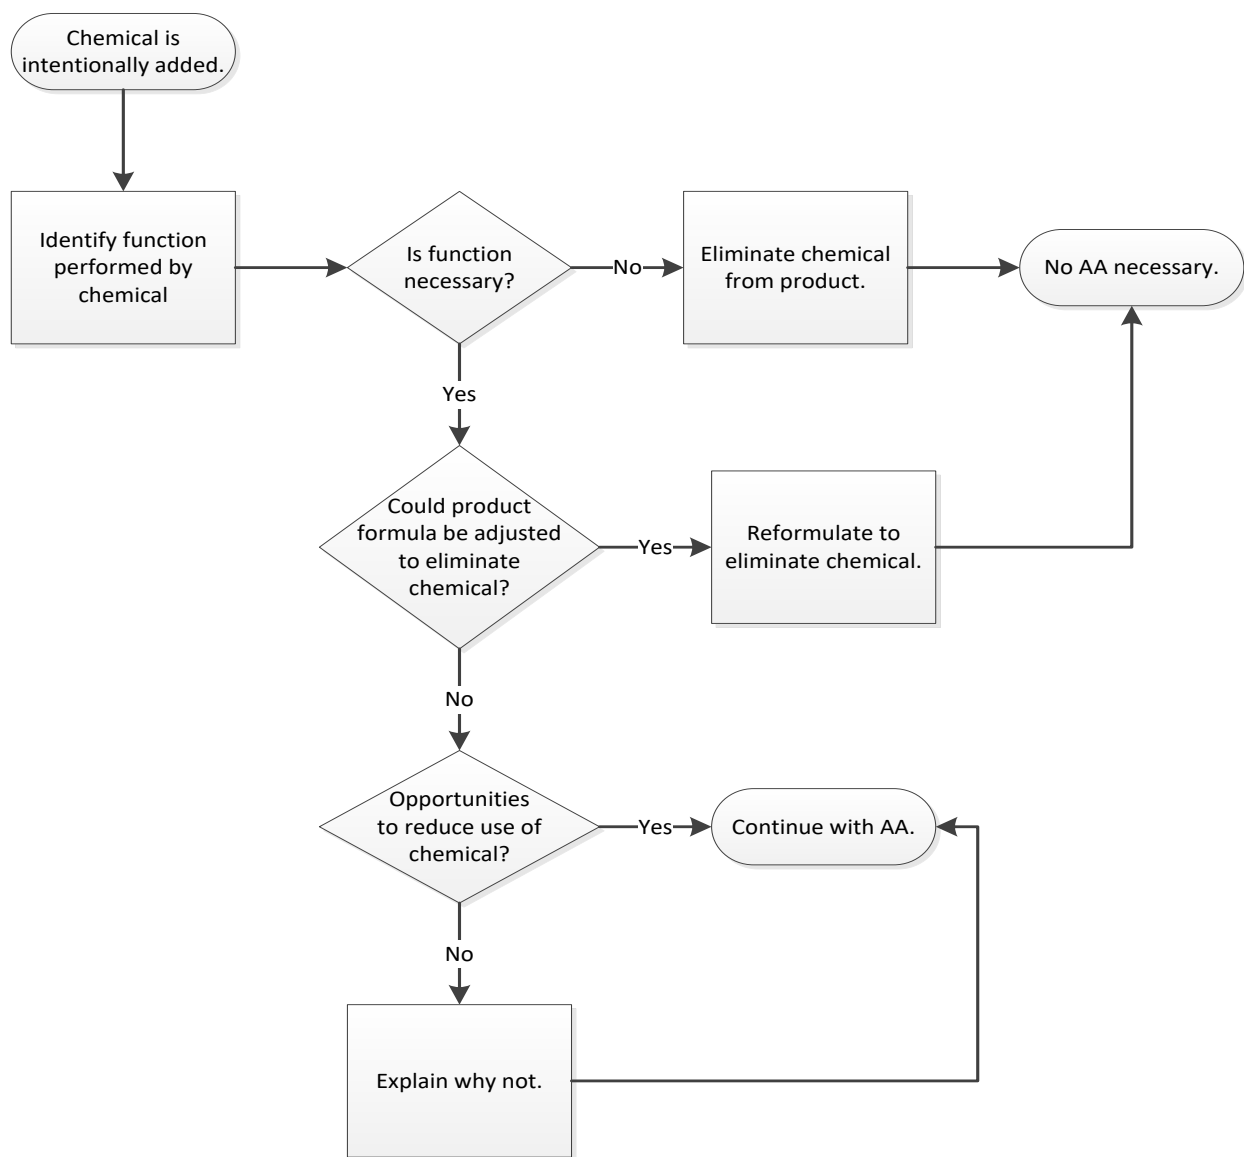 Chemical is
intentionally added.
Identify function
performed by
chemical
Is function
necessary?
No
Eliminate chemical
from product.
No AA necessary.
Yes
Could product
formula be adjusted
to eliminate
chemical?
Yes
Reformulate to
eliminate chemical.
No
Opportunities
to reduce use of
chemical?
Yes
Continue with AA.
No
Explain why not.